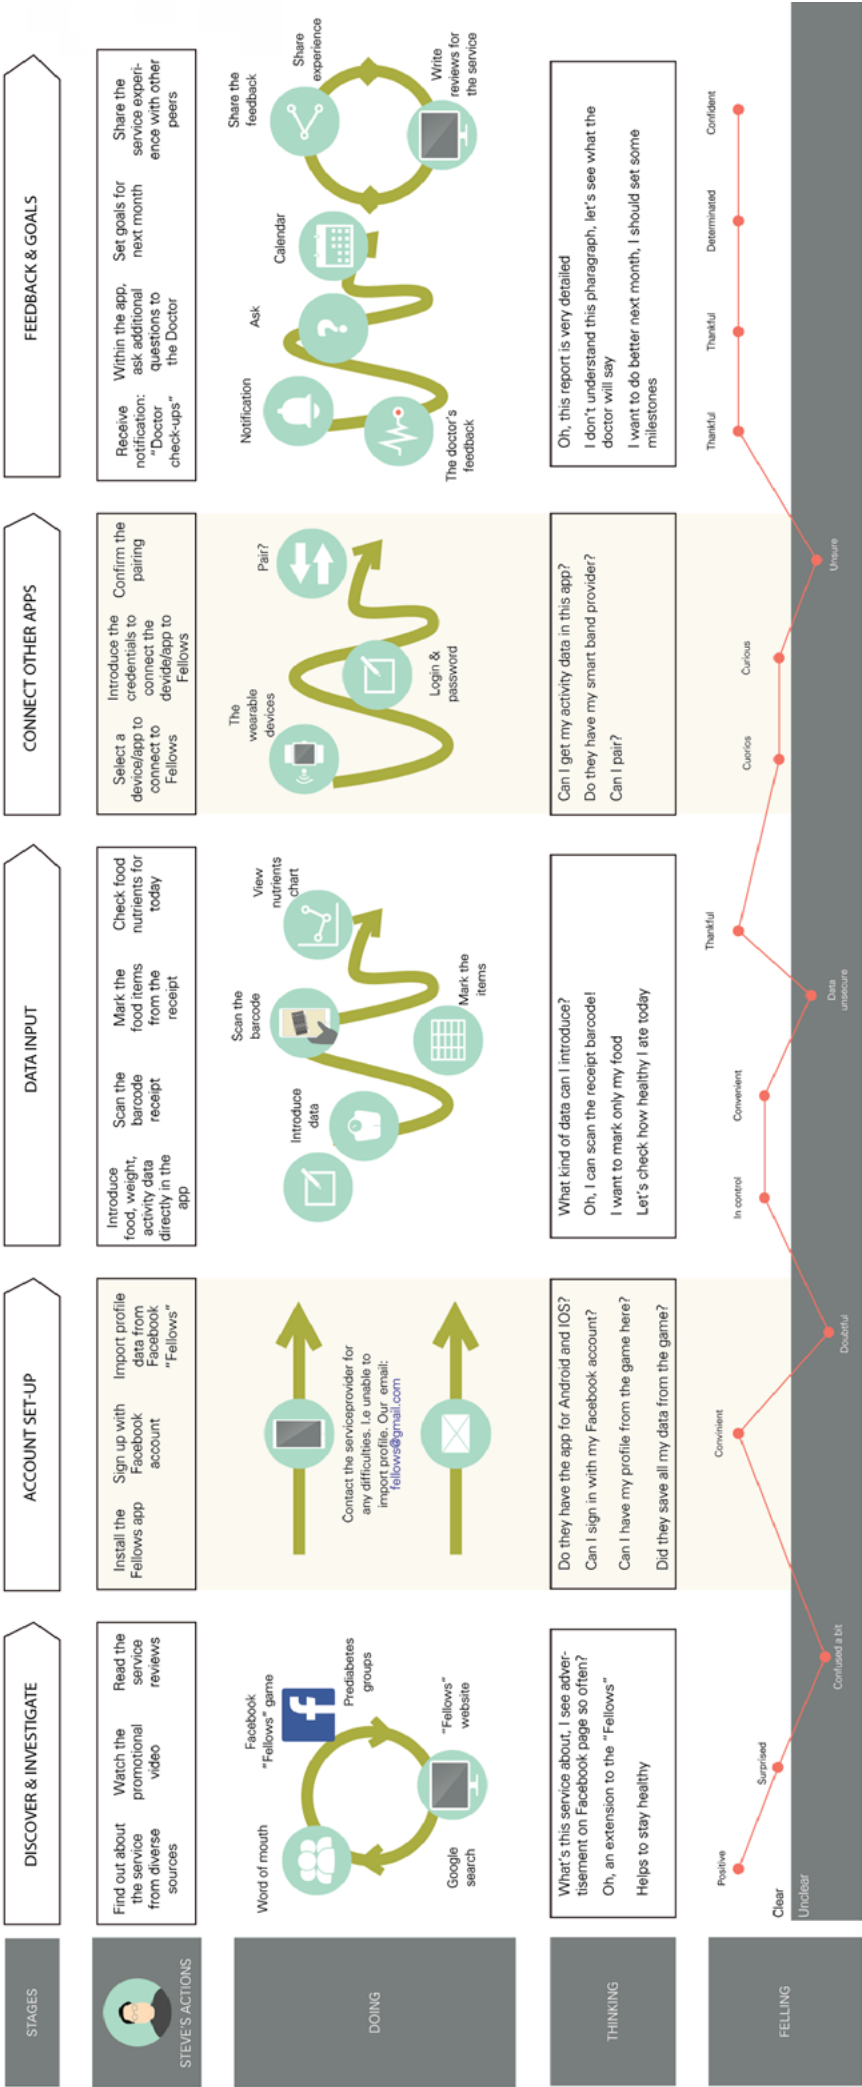 STAGES
DISCOVER & INVESTIGATE
ACCOUNT SET-UP
DATA INPUT
CONNECT OTHER APPS
FEEDBACK & GOALS
STEVE'S ACTIONS
Find out about
the service
from diverse
sources
Watch the
promotional
video
Read the
service
reviews
Install the
Fellows app
Sign up with
Facebook
account
Import profile
data from
Facebook
"Fellows"
Introduce
food, weight,
activity data
directly in the
app
Scan the
barcode
receipt
Mark the
food items
from the
receipt
Check food
nutrients for
today
Select a
device/app to
connect to
Fellows
Introduce the
credentials to
connect the
devide/app to
Fellows
Confirm the
pairing
Receive
notification:
"Doctor
check-ups"
Within the app,
ask additional
questions to
the Doctor
Set goals for
next month
Share the
service experi-
ence with other
peers
DOING
Word of mouth
Facebook
"Fellows" game
f
Prediabetes
groups
"Fellows"
website
Google
search
Contact the serviceprovider for
any difficulties. I.e unable to
import profile. Our email:
fellows@gmail.com
Introduce
data
Scan the
barcode
Mark the
items
View
nutrients
chart
The
wearable
devices
Login &
password
Pair?
Notification
The doctor's
feedback
Ask
?
Calendar
Share the
feedback
Share
experience
Write
reviews for
the service
THINKING
What's this service about, I see adver-
tisement on Facebook page so often?
Oh, an extension to the "Fellows"
Helps to stay healthy
Do they have the app for Android and IOS?
Can I sign in with my Facebook account?
Can I have my profile from the game here?
Did they save all my data from the game?
What kind of data can I introduce?
Oh, I can scan the receipt barcode!
I want to mark only my food
Let's check how healthy I ate today
Can I get my activity data in this app?
Do they have my smart band provider?
Can I pair?
Oh, this report is very detailed
I don't understand this pharagraph, let's see what the
doctor will say
I want to do better next month, I should set some
milestones
FELLING
Clear
Unclear
Positive
Surprised
Confused a bit
Convinient
Doubtful
In control
Convenient
Data
unsecure
Thankful
Cuorios
Curious
Unsure
Thankful
Thankful
Determinated
Confident